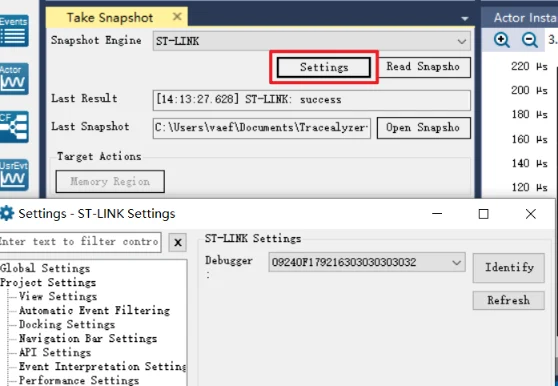 Events
Take Snapshot ×
Actor Insta
Snapshot Engine ST-LINK
3.
Actor
Settings Read Snapsho
220 µs
200 µs
Last Result [14:13:27.628] ST-LINK: success
180 µs
CF
Last Snapshot C:\Users\vaef\Documents\Tracealyzer Open Snapsho
160 µs
Target Actions
140 µs
UsrEvt
Memory Region
120 µs
Settings - ST-LINK Settings
Enter text to filter contro X
ST-LINK Settings
Debugger : 09240F179216303030303032 Identify
Refresh
Global Settings
Project Settings
View Settings
Automatic Event Filtering
Docking Settings
Navigation Bar Settings
API Settings
Event Interpretation Setting
Performance Settings